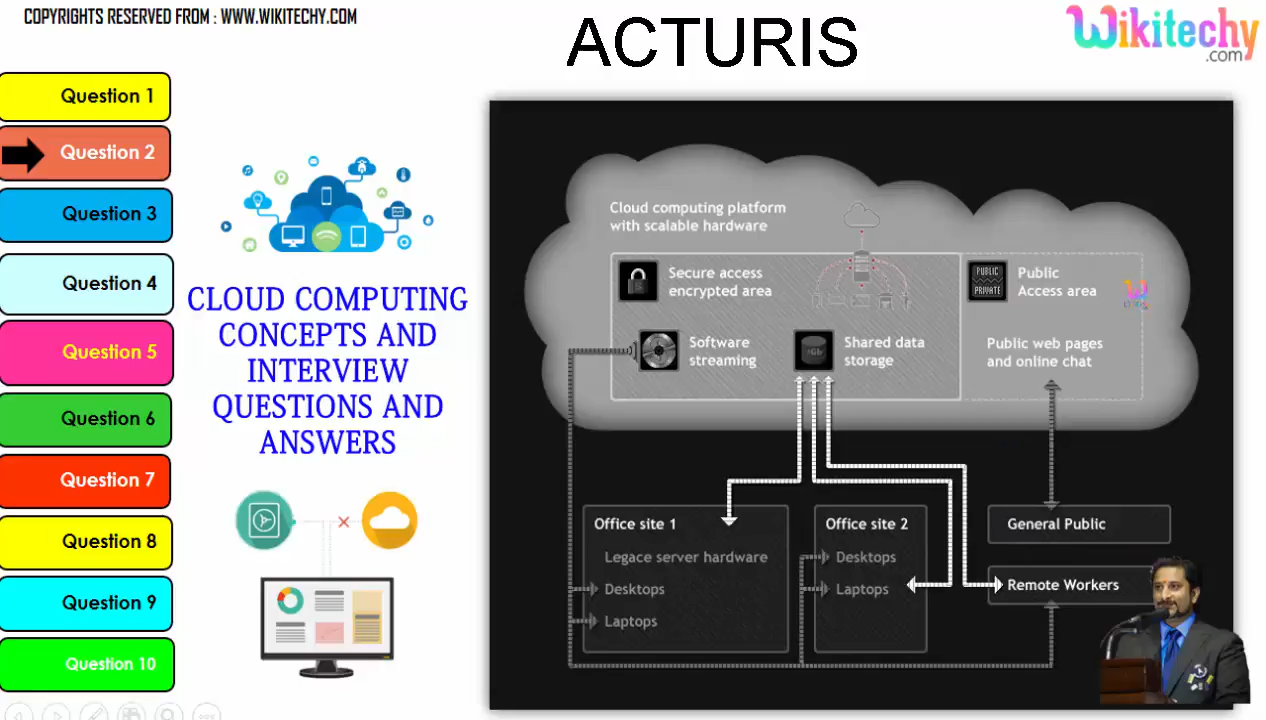 COPYRIGHTS RESERVED FROM : WWW.WIKITECHY.COM
ACTURIS
Wikitechy
.com
Question 1
Question 2
Question 3
Question 4
Question 5
Question 6
Question 7
Question 8
Question 9
Question 10
CLOUD COMPUTING
CONCEPTS AND
INTERVIEW
QUESTIONS AND
ANSWERS
Cloud computing platform
with scalable hardware
Secure access
encrypted area
PUBLIC
PRIVATE
Public
Access area
Software
streaming
Shared data
storage
Public web pages
and online chat
Office site 1
Legace server hardware
Desktops
Laptops
Office site 2
Desktops
Laptops
General Public
Remote Workers